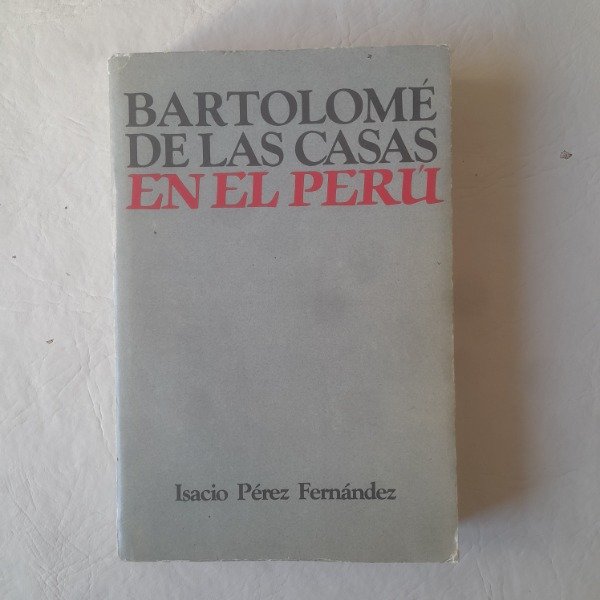 BARTOLOMÉ
DE LAS CASAS
EN EL PERÚ
Isacio Pérez Fernández